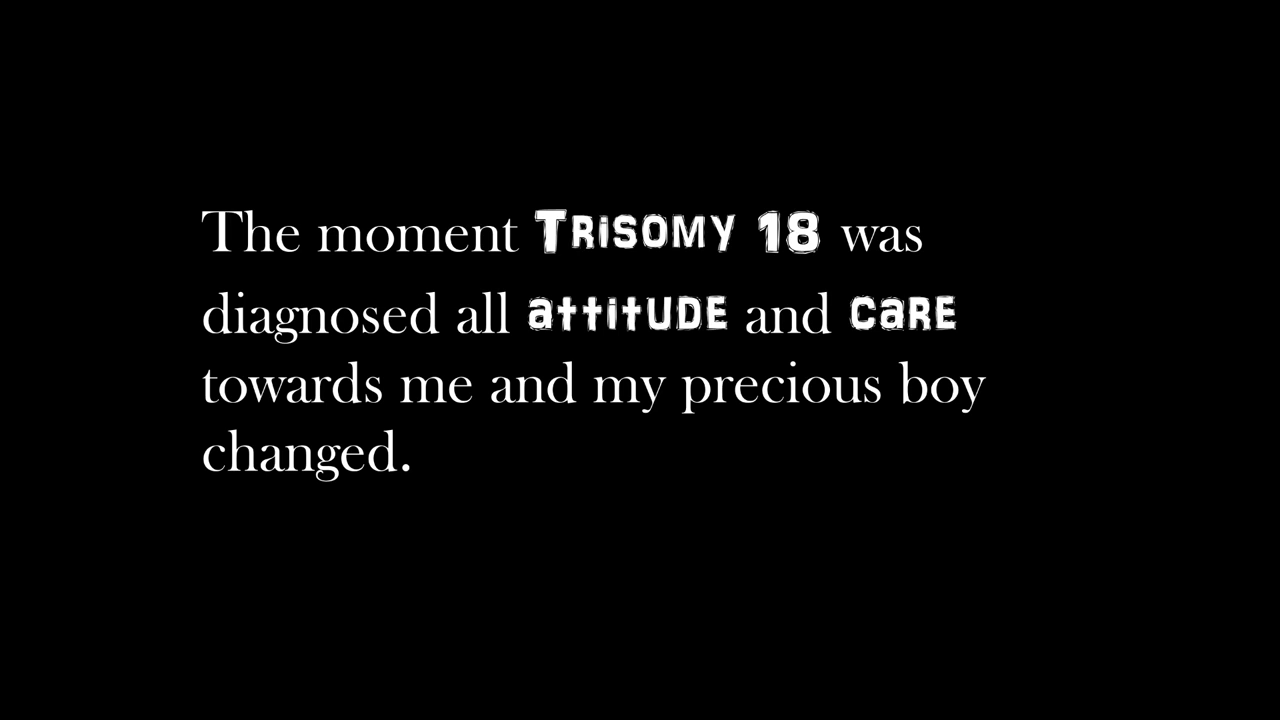 The moment Trisomy 18 was
diagnosed all attitude and care
towards me and my precious boy
changed.